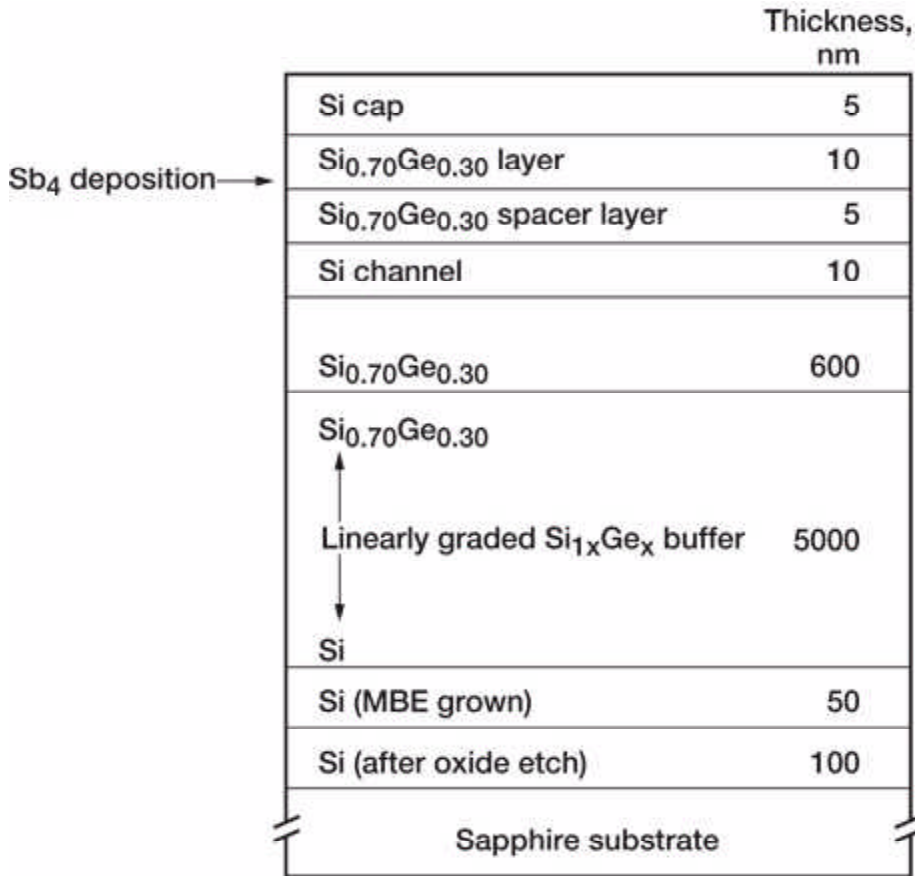 Thickness,
nm
Si cap 5
Sb4 deposition
Si0.70Ge0.30 layer 10
Si0.70Ge0.30 spacer layer 5
Si channel 10
Si0.70Ge0.30 600
Si0.70Ge0.30
Linearly graded Si1xGex buffer 5000
Si
Si (MBE grown) 50
Si (after oxide etch) 100
Sapphire substrate